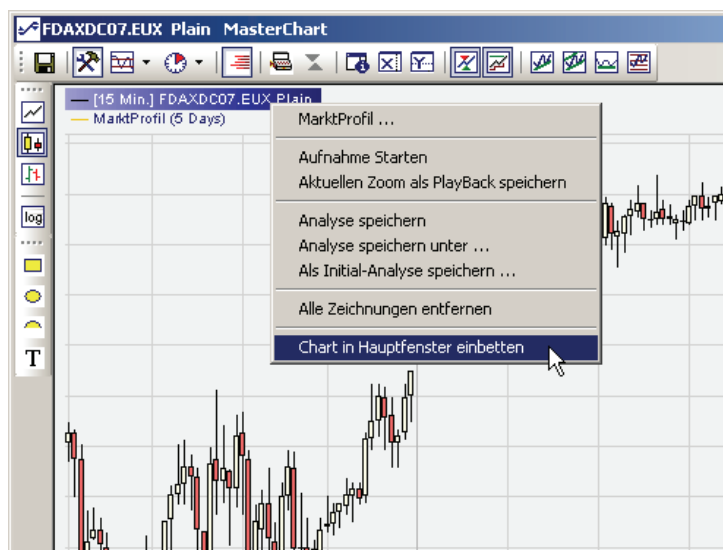 FDAXDC07.EUX Plain MasterChart
[15 Min.] FDAXDC07.EUX Plain
MarktProfil (5 Days)
MarktProfil ...
Aufnahme Starten
Aktuellen Zoom als PlayBack speichern
Analyse speichern
Analyse speichern unter ...
Als Initial-Analyse speichern ...
Alle Zeichnungen entfernen
Chart in Hauptfenster einbetten
log
T